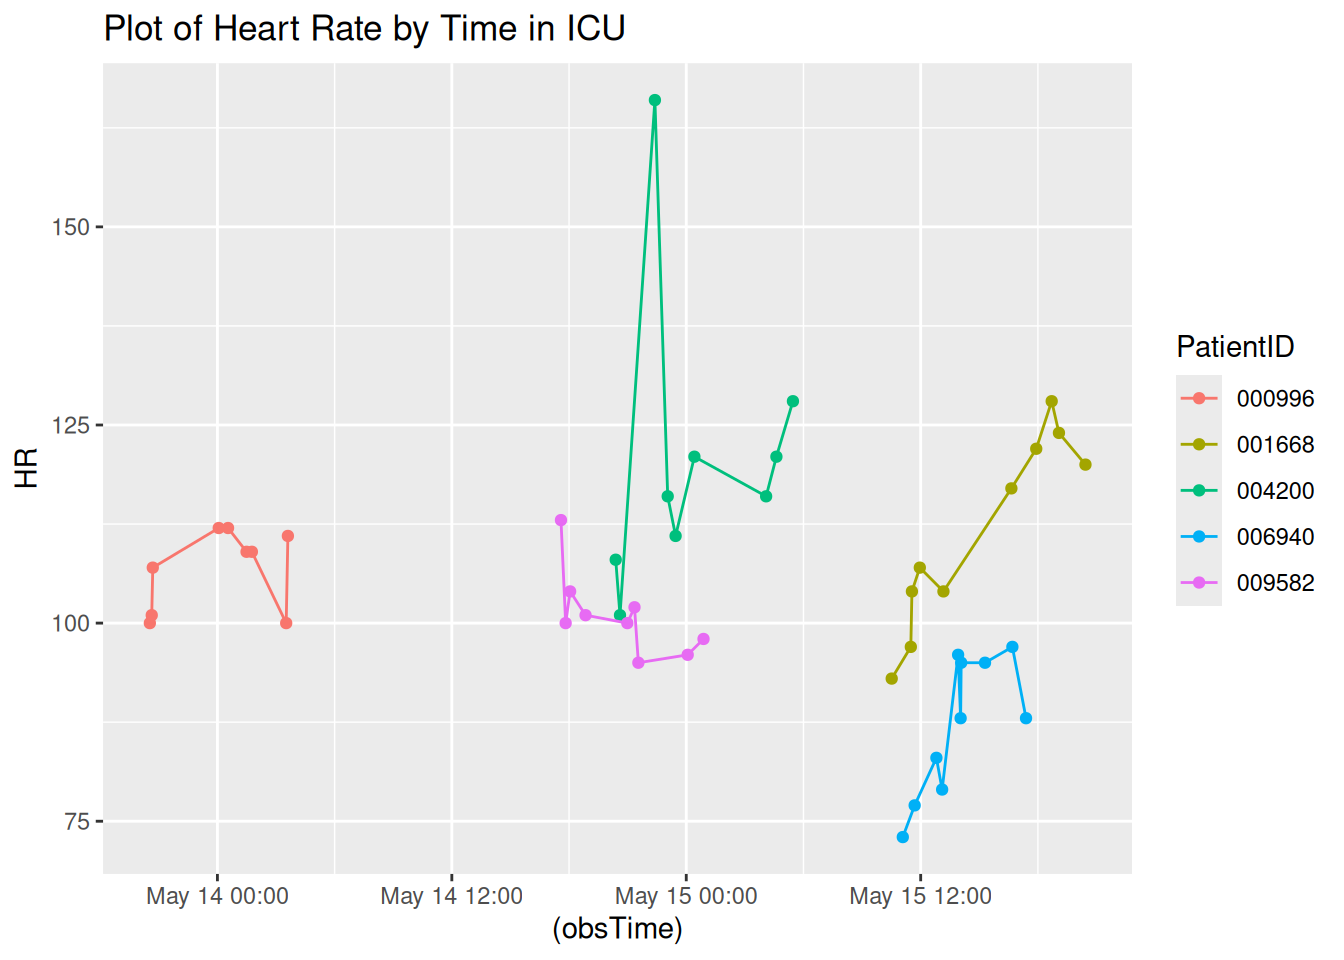 Plot of Heart Rate by Time in ICU
150
125
100
75
HR
May 14 00:00
May 14 12:00
May 15 00:00
May 15 12:00
(obsTime)
PatientID
000996
001668
004200
006940
009582